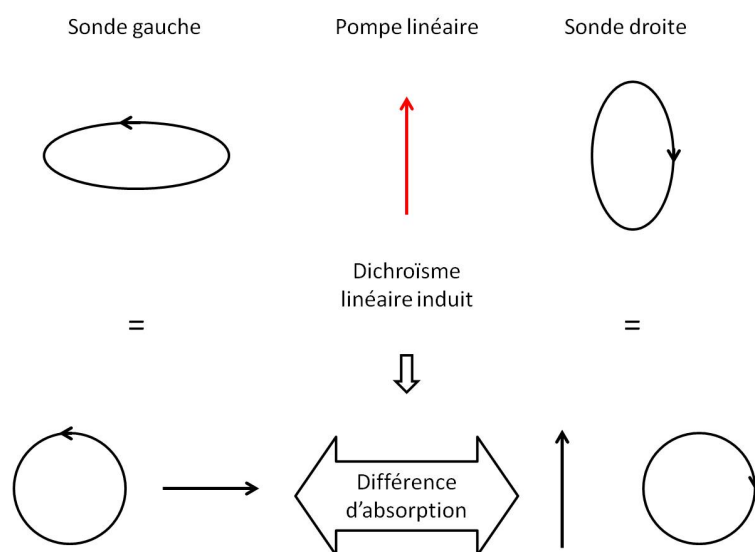 Sonde gauche
Pompe linéaire
Sonde droite
Dichroïsme
linéaire induit
=
=
Différence
d'absorption